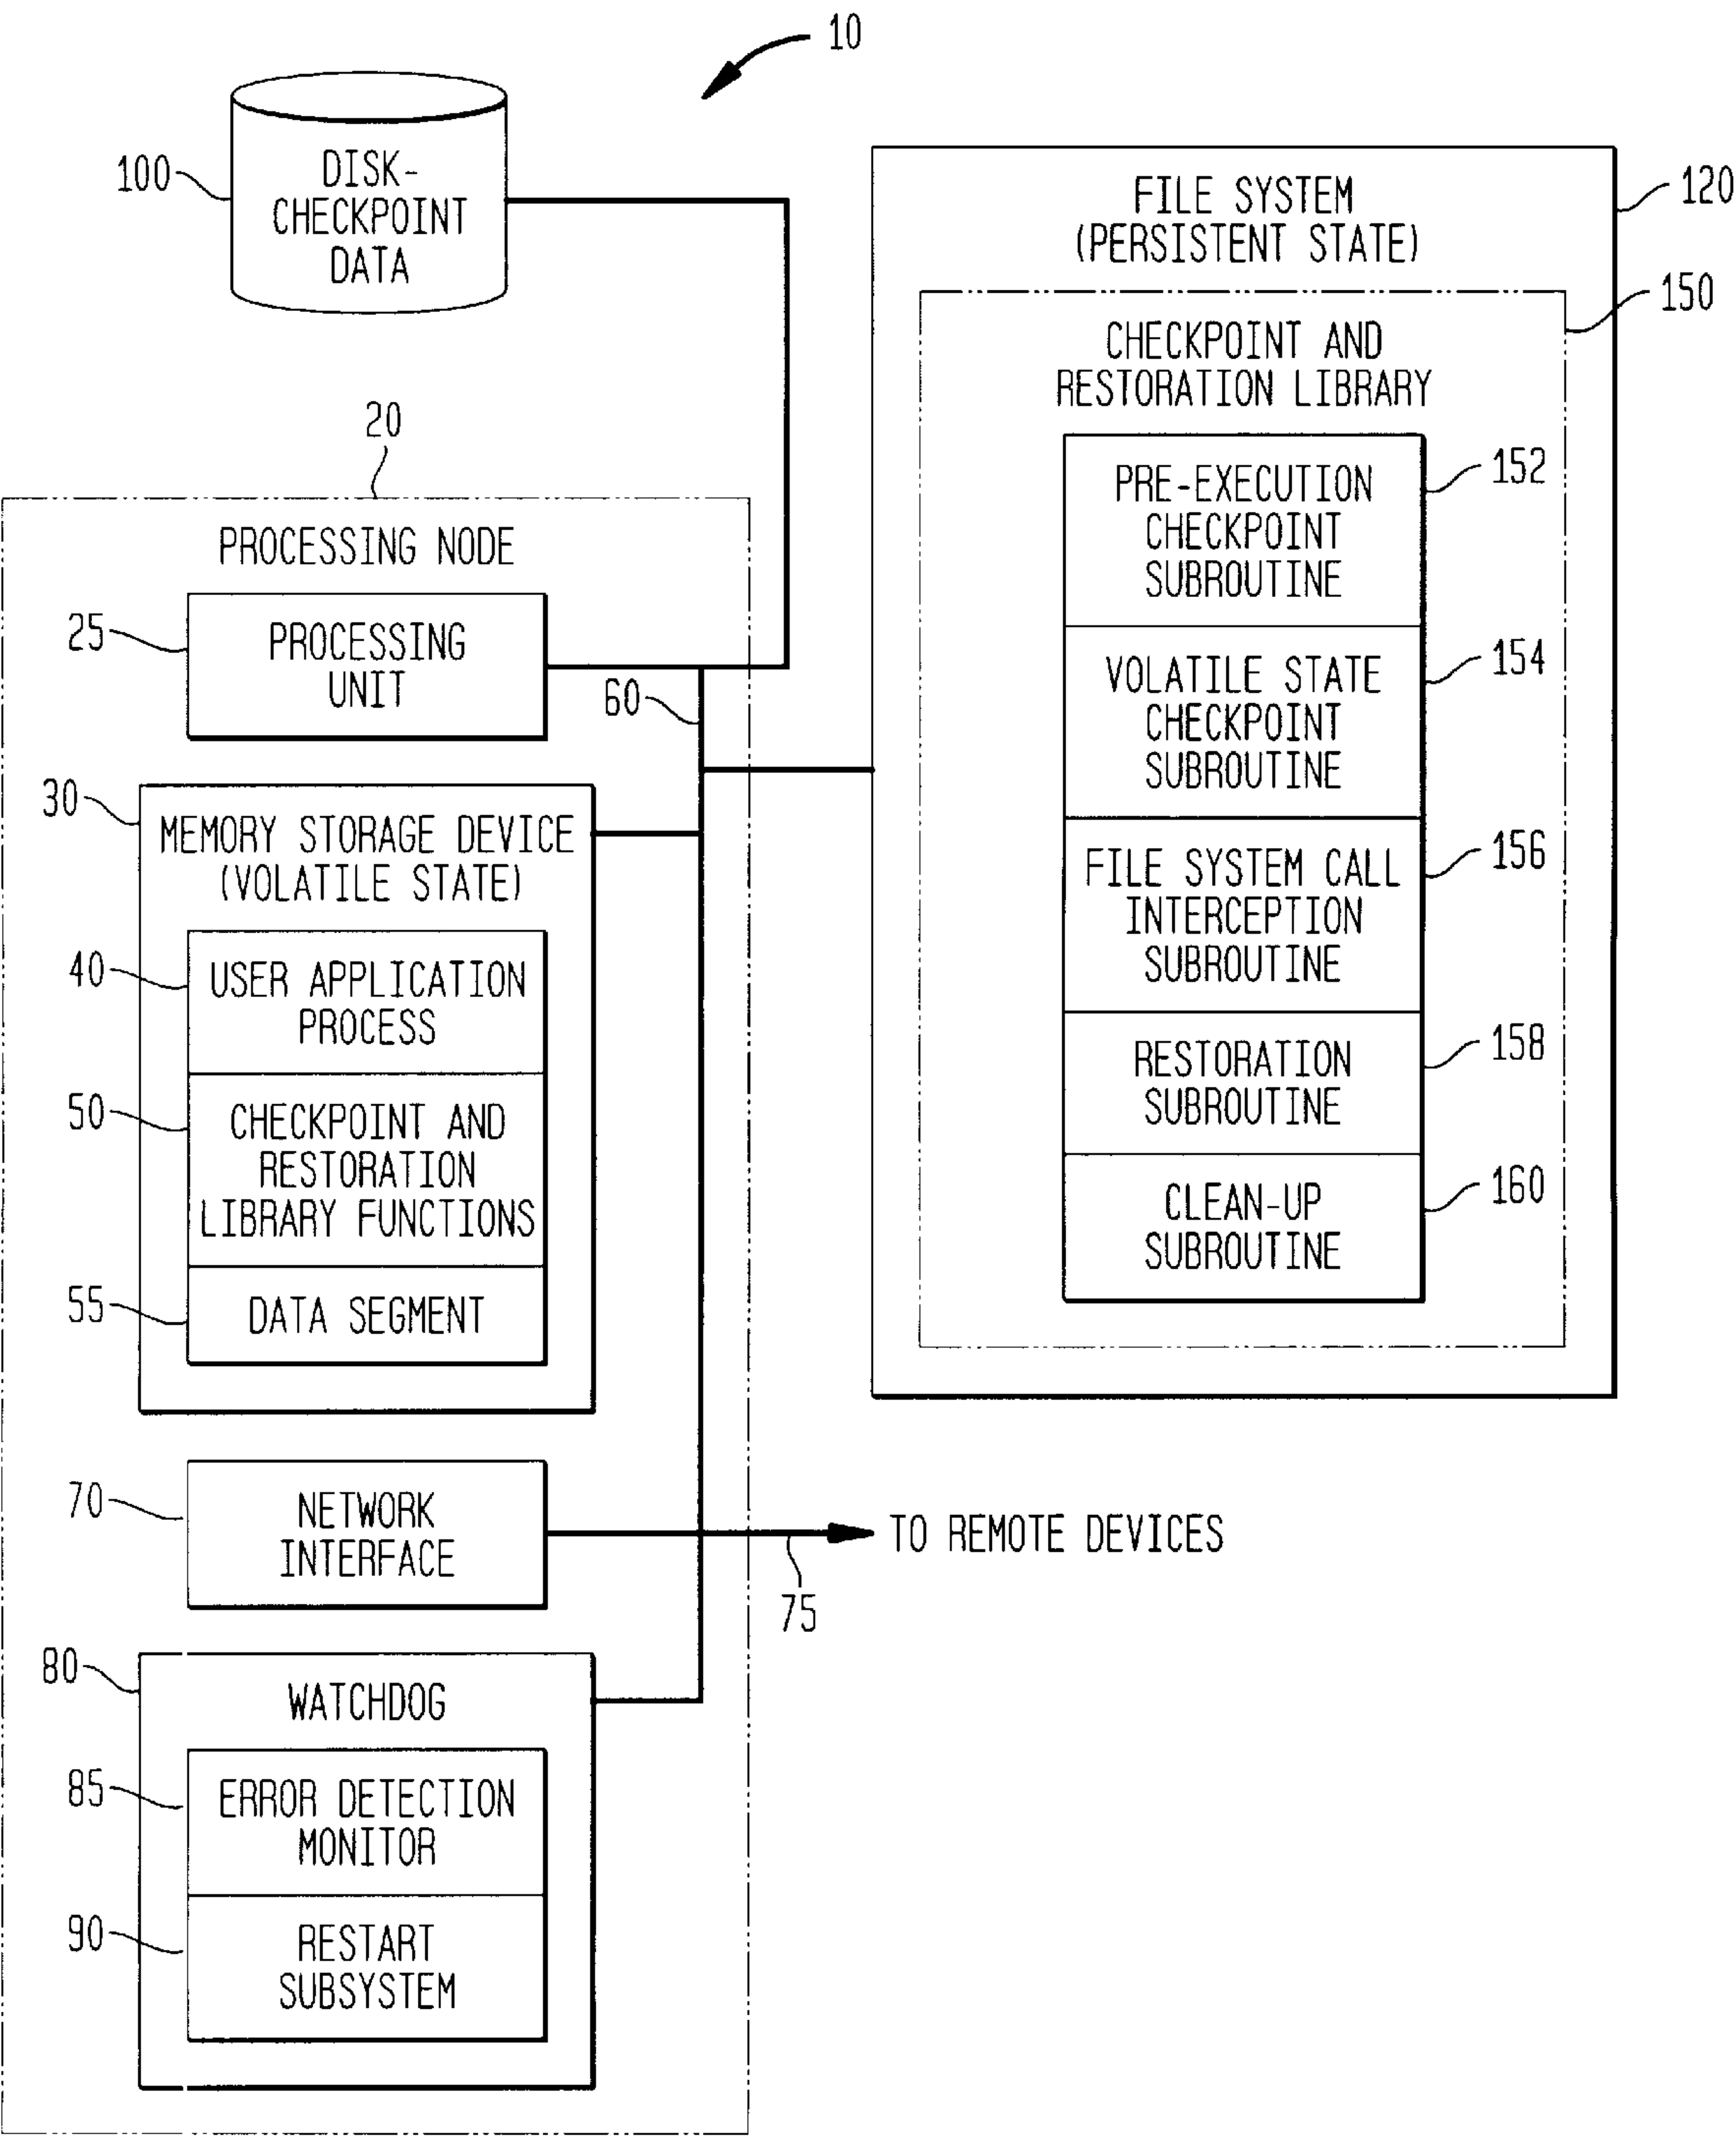 10
100
DISK-
CHECKPOINT
DATA
FILE SYSTEM
(PERSISTENT STATE)
120
150
CHECKPOINT AND
RESTORATION LIBRARY
PRE-EXECUTION
CHECKPOINT
SUBROUTINE
152
VOLATILE STATE
CHECKPOINT
SUBROUTINE
154
FILE SYSTEM CALL
INTERCEPTION
SUBROUTINE
156
RESTORATION
SUBROUTINE
158
CLEAN-UP
SUBROUTINE
160
20
PROCESSING NODE
25
PROCESSING
UNIT
60
30
MEMORY STORAGE DEVICE
(VOLATILE STATE)
40
USER APPLICATION
PROCESS
50
CHECKPOINT AND
RESTORATION
LIBRARY FUNCTIONS
55
DATA SEGMENT
70
NETWORK
INTERFACE
TO REMOTE DEVICES
75
80
WATCHDOG
85
ERROR DETECTION
MONITOR
90
RESTART
SUBSYSTEM